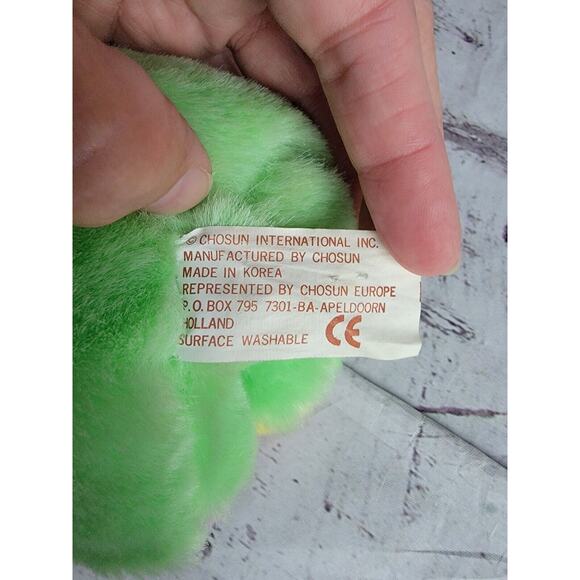 © CHOSUN INTERNATIONAL INC.
MANUFACTURED BY CHOSUN
MADE IN KOREA
REPRESENTED BY CHOSUN EUROPE
P.O.BOX 795 7301-BA-APELDOORN
HOLLAND
SURFACE WASHABLE CE